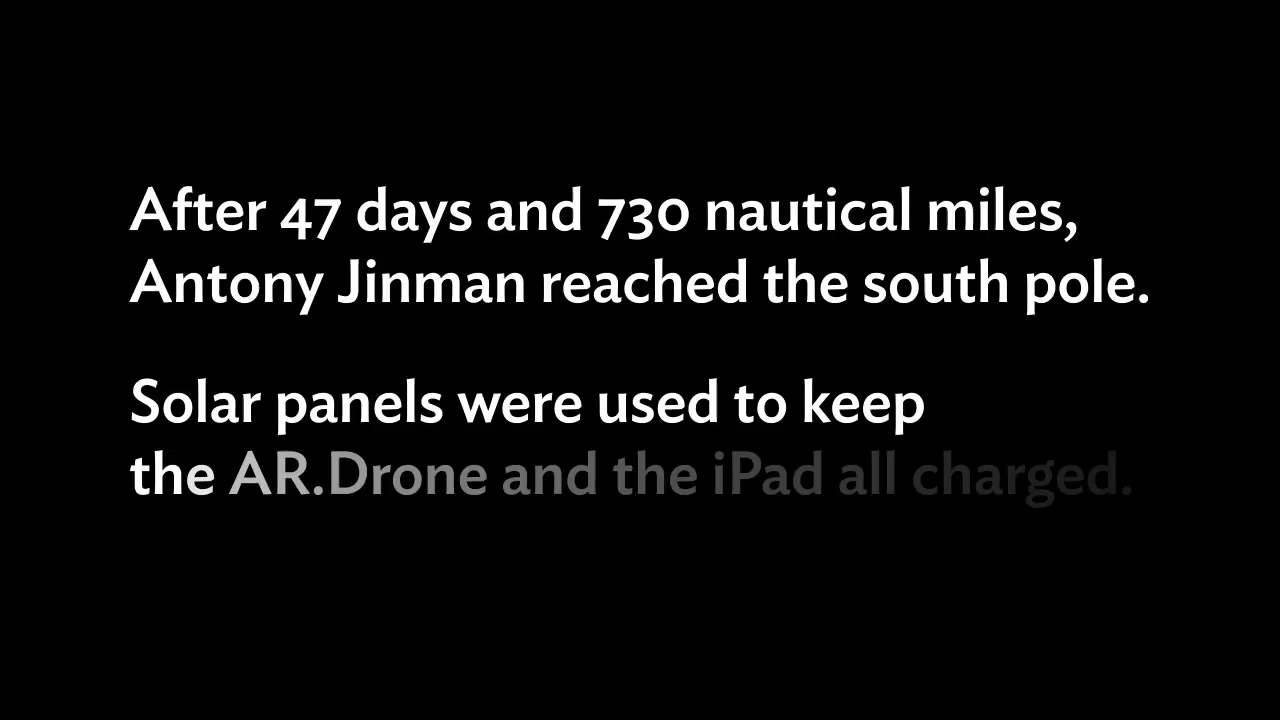 After 47 days and 730 nautical miles,
Antony Jinman reached the south pole.
Solar panels were used to keep
the AR.Drone and the iPad all charged.